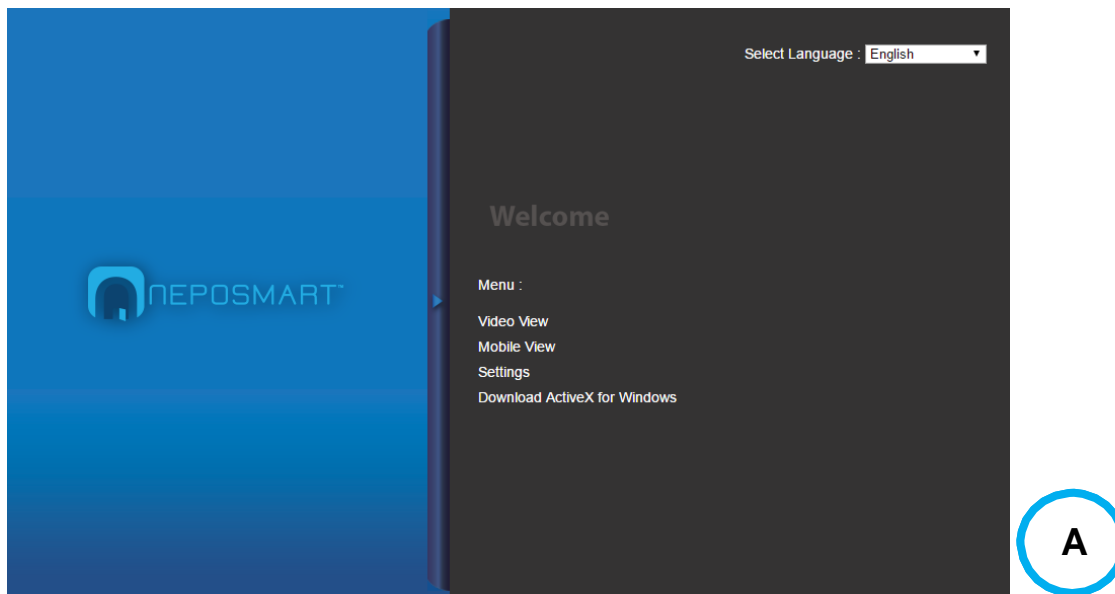 Select Language : English
Welcome
NEPOSMART™
Menu :
Video View
Mobile View
Settings
Download ActiveX for Windows
A